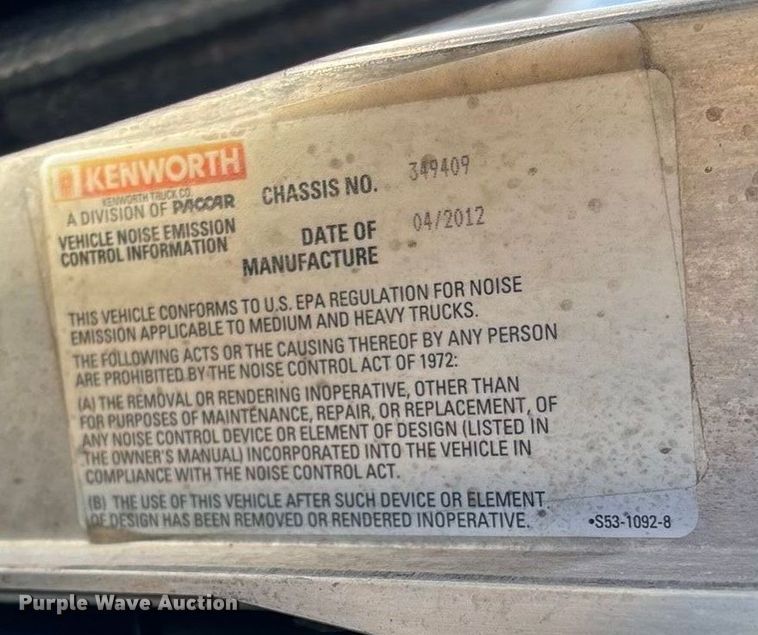 KENWORTH
KENWORTH TRUCK CO.
A DIVISION OF PACCAR
VEHICLE NOISE EMISSION
CONTROL INFORMATION
CHASSIS NO. 349409
DATE OF
MANUFACTURE 04/2012
THIS VEHICLE CONFORMS TO U.S. EPA REGULATION FOR NOISE
EMISSION APPLICABLE TO MEDIUM AND HEAVY TRUCKS.
THE FOLLOWING ACTS OR THE CAUSING THEREOF BY ANY PERSON
ARE PROHIBITED BY THE NOISE CONTROL ACT OF 1972:
(A) THE REMOVAL OR RENDERING INOPERATIVE, OTHER THAN
FOR PURPOSES OF MAINTENANCE, REPAIR, OR REPLACEMENT, OF
ANY NOISE CONTROL DEVICE OR ELEMENT OF DESIGN (LISTED IN
THE OWNER'S MANUAL) INCORPORATED INTO THE VEHICLE IN
COMPLIANCE WITH THE NOISE CONTROL ACT.
(B) THE USE OF THIS VEHICLE AFTER SUCH DEVICE OR ELEMENT
OF DESIGN HAS BEEN REMOVED OR RENDERED INOPERATIVE.
•S53-1092-8
Purple Wave Auction